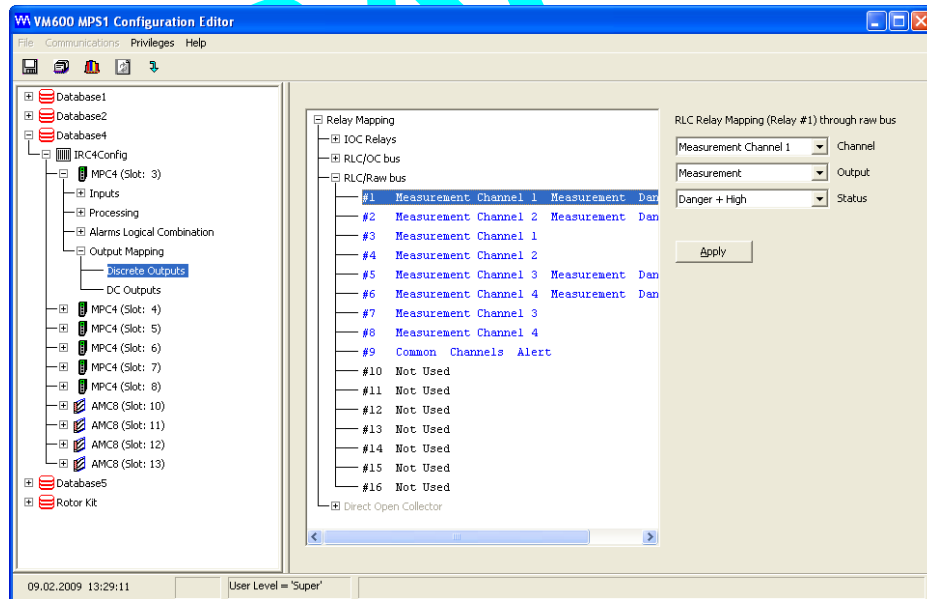 VM600 MPS1 Configuration Editor
File Communications Privileges Help
Database1
Database2
Database4
IRC4Config
MPC4 (Slot: 3)
Inputs
Processing
Alarms Logical Combination
Output Mapping
Discrete Outputs
DC Outputs
MPC4 (Slot: 4)
MPC4 (Slot: 5)
MPC4 (Slot: 6)
MPC4 (Slot: 7)
MPC4 (Slot: 8)
AMC8 (Slot: 10)
AMC8 (Slot: 11)
AMC8 (Slot: 12)
AMC8 (Slot: 13)
Database5
Rotor Kit
Relay Mapping
IOC Relays
RLC/OC bus
RLC/Raw bus
#1 Measurement Channel 1 Measurement Dan
#2 Measurement Channel 2 Measurement Dan
#3 Measurement Channel 1
#4 Measurement Channel 2
#5 Measurement Channel 3 Measurement Dan
#6 Measurement Channel 4 Measurement Dan
#7 Measurement Channel 3
#8 Measurement Channel 4
#9 Common Channels Alert
#10 Not Used
#11 Not Used
#12 Not Used
#13 Not Used
#14 Not Used
#15 Not Used
#16 Not Used
Direct Open Collector
RLC Relay Mapping (Relay #1) through raw bus
Measurement Channel 1 Channel
Measurement Output
Danger + High Status
Apply
09.02.2009 13:29:11 User Level = 'Super'